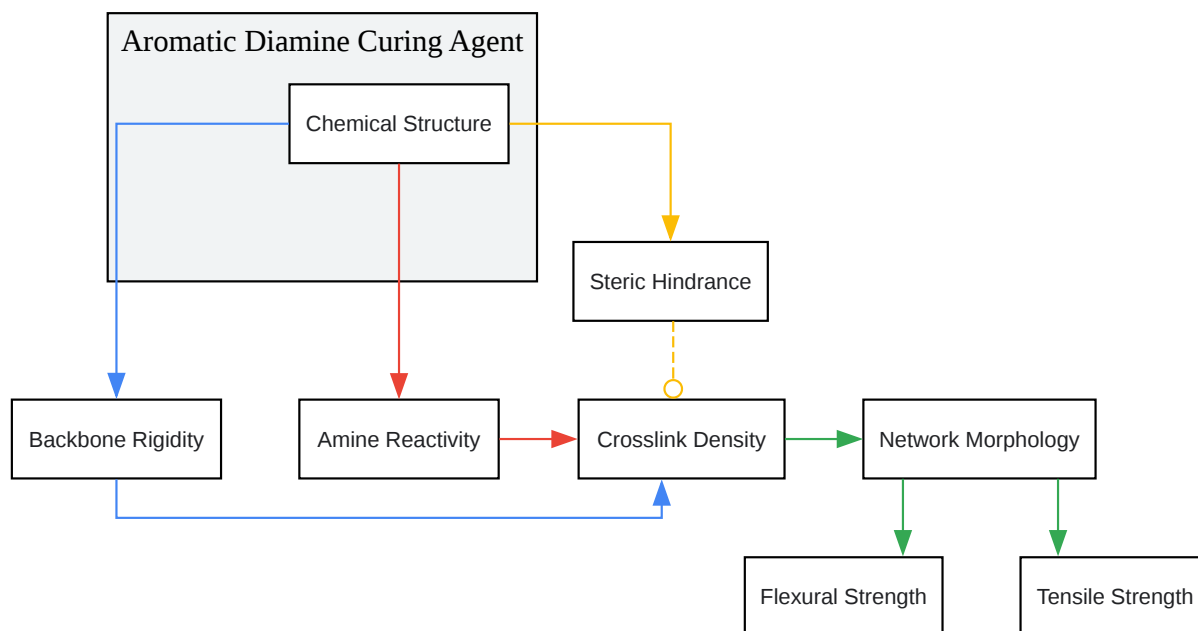 Aromatic Diamine Curing Agent
Chemical Structure
Steric Hindrance
Backbone Rigidity
Amine Reactivity
Crosslink Density
Network Morphology
Flexural Strength
Tensile Strength